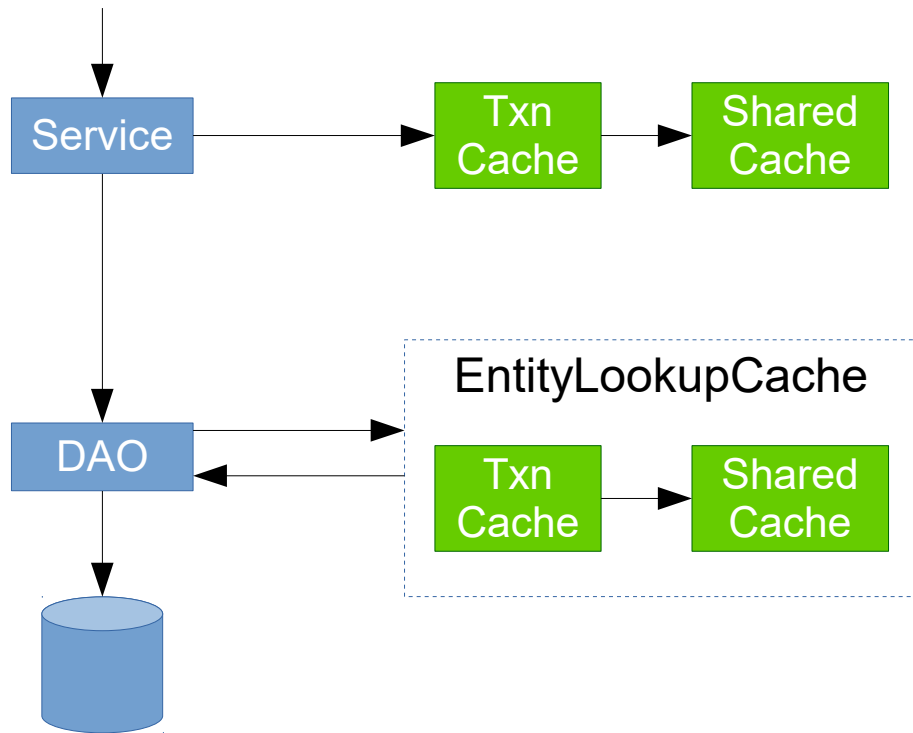 Service
Txn
Cache
Shared
Cache
EntityLookupCache
DAO
Txn
Cache
Shared
Cache